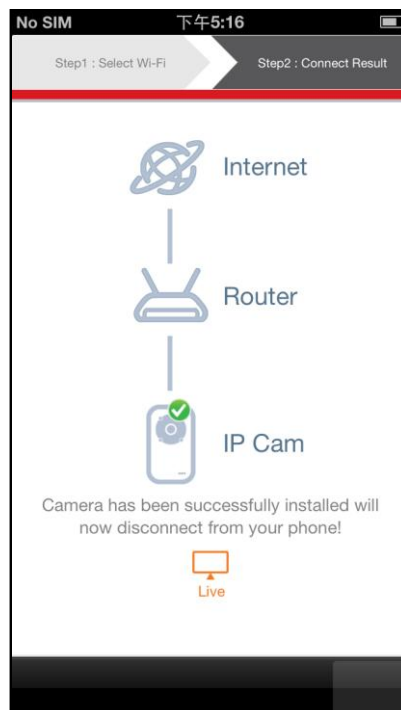 No SIM 下午5:16
Step1 : Select Wi-Fi
Step2 : Connect Result
Internet
Router
IP Cam
Camera has been successfully installed will
now disconnect from your phone!
Live